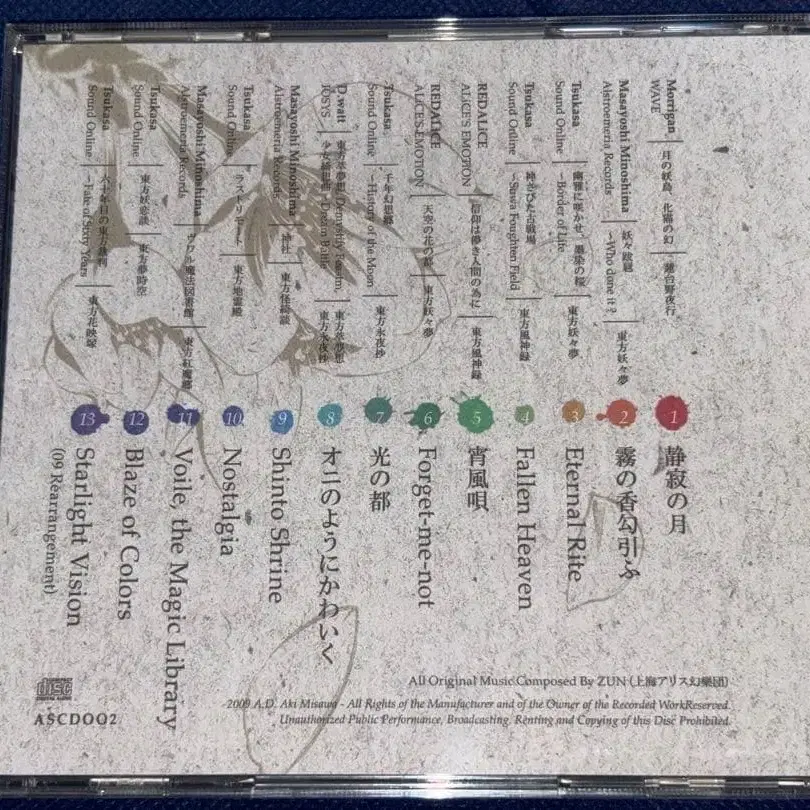 Morrigan
WAVE
月の妖鳥、化猫の幻
蓮台野夜行
1
静寂の月
Masayoshi Minoshima
Alstroemeria Records
妖々跋扈
~Who done it?
東方妖々夢
2
霧の香勾引ふ
Tsukasa
Sound Online
幽雅に咲かせ、墨染の桜
~Border of Life
東方妖々夢
3
Eternal Rite
Tsukasa
Sound Online
神さびた古戦場
~Suwa Foughten Field
東方風神録
4
Fallen Heaven
REDALiCE
ALiCE'S EMOTiON
信仰は儚き人間の為に
東方風神録
5
宵風唄
REDALiCE
ALiCE'S EMOTiON
天空の花の都
東方妖々夢
6
Forget-me-not
Tsukasa
Sound Online
千年幻想郷
~History of the Moon
東方永夜抄
7
光の都
D.watt
IOSYS
東方萃夢想, Demystify
少女綺想曲 ~Dream Battle
東方萃夢想
東方永夜抄
8
オニのようにかわいく
Masayoshi Minoshima
Alstroemeria Records
神社
東方怪綺談
9
Shinto Shrine
Tsukasa
Sound Online
ラストリモート
東方地霊殿
10
Nostalgia
Masayoshi Minoshima
Alstroemeria Records
ヴワル魔法図書館
東方紅魔郷
11
Voile, the Magic Library
Tsukasa
Sound Online
東方妖恋談
東方夢時空
12
Blaze of Colors
Tsukasa
Sound Online
六十年目の東方裁判
~Fate of Sixty Years
東方花映塚
13
Starlight Vision
(09 Rearrangement)
All Original Music Composed By ZUN (上海アリス幻樂団)
2009 A.D. Aki Misawa - All Rights of the Manufacturer and of the Owner of the Recorded WorkReserved.
Unauthorized Public Performance, Broadcasting. Renting and Copying of this Disc Prohibited.
COMPACT disc DIGITAL AUDIO
ASCD002